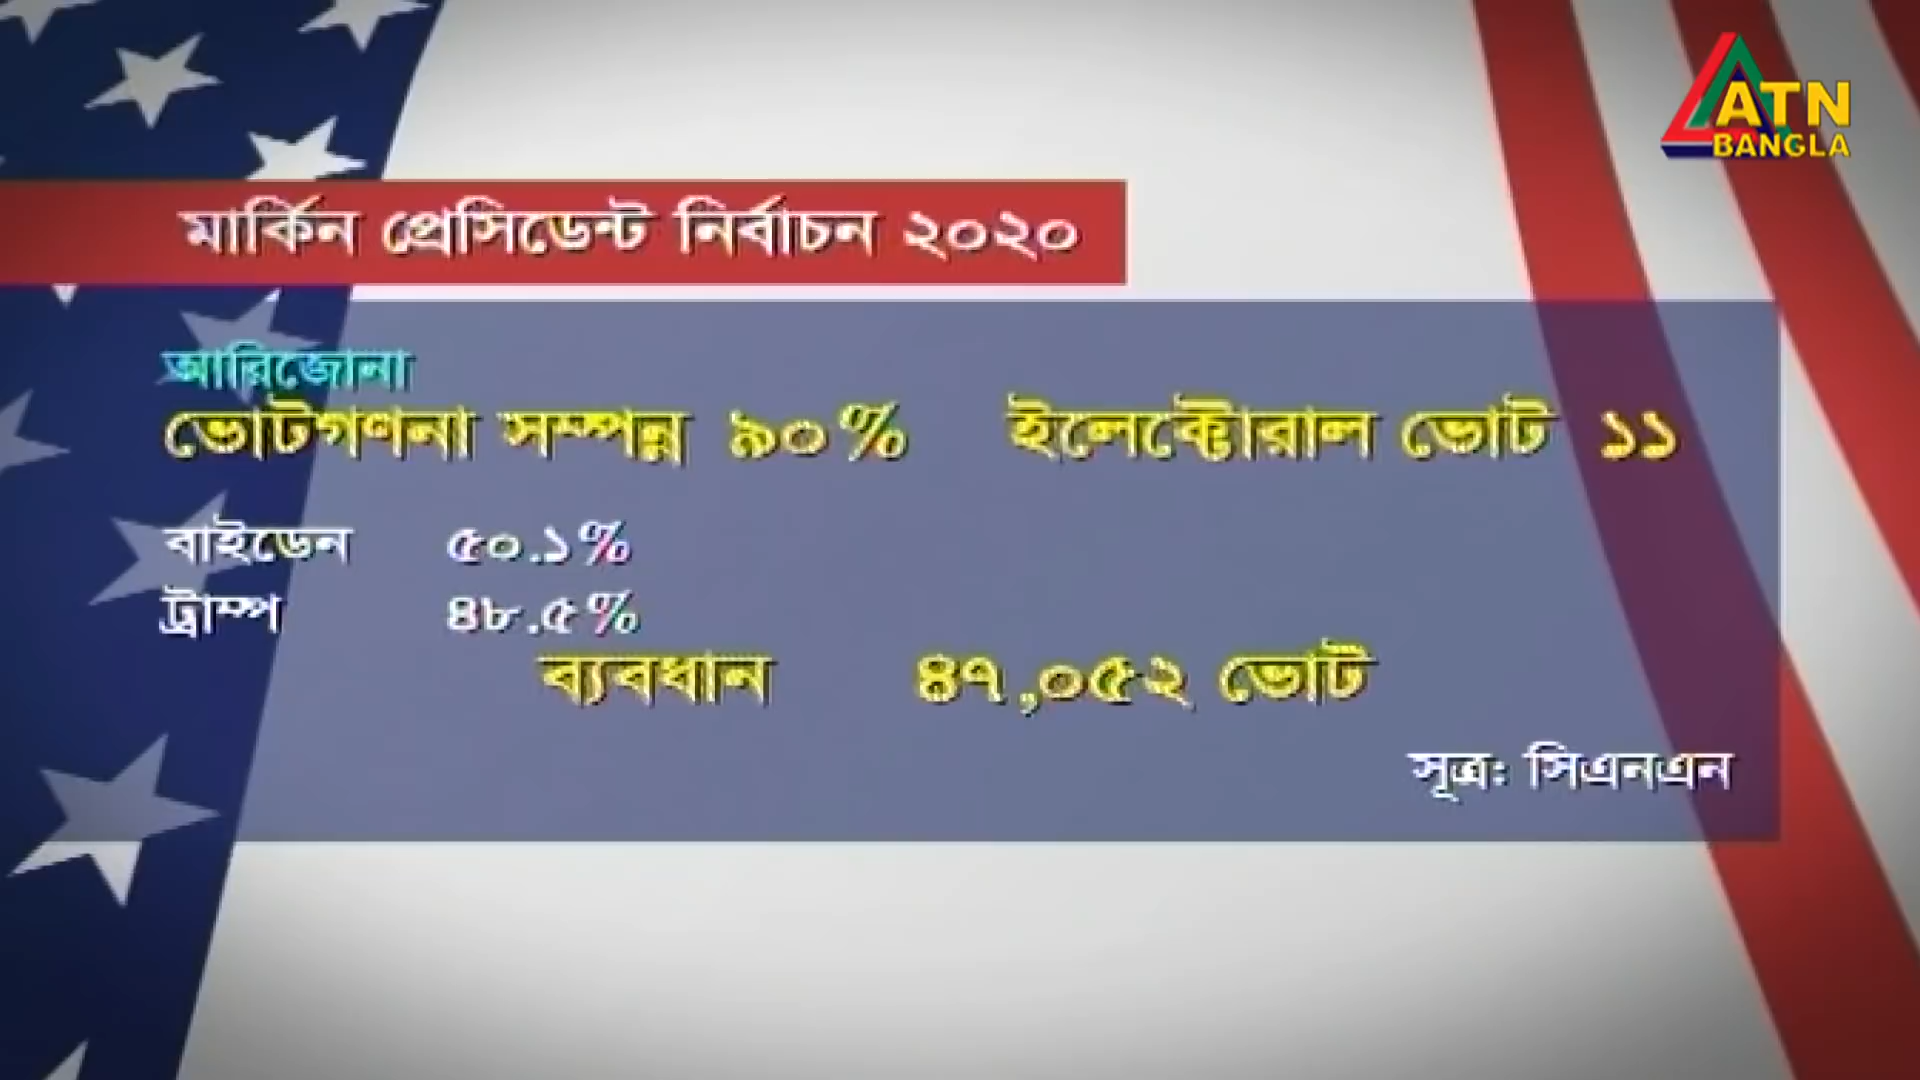 ATN
BANGLA
মার্কিন প্রেসিডেন্ট নির্বাচন ২০২০
আরিজোনা
ভোটগণনা সম্পন্ন ৯০% ইলেক্টোরাল ভোট ১১
বাইডেন ৫০.১%
ট্রাম্প ৪৮.৫%
ব্যবধান ৪৭,০৫২ ভোট
সূত্রঃ সিএনএন